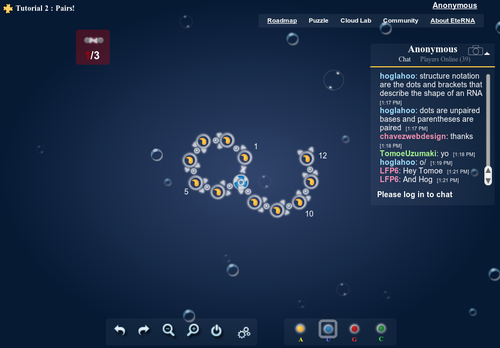 Tutorial 2 : Pairs!
Anonymous
Roadmap Puzzle Cloud Lab Community About EteRNA
1/3
Anonymous
Chat Players Online (39)
hoglahoo: structure notation
are the dots and brackets that
describe the shape of an RNA
[1:17 PM]
hoglahoo: dots are unpaired
bases and parentheses are
paired [1:17 PM]
chavezwebdesign: thanks
[1:18 PM]
TomoeUzumaki: yo [1:18 PM]
hoglahoo: o/ [1:19 PM]
LFP6: Hey Tomoe [1:21 PM]
LFP6: And Hog [1:21 PM]
Please log in to chat
1
12
5
10
A U G C